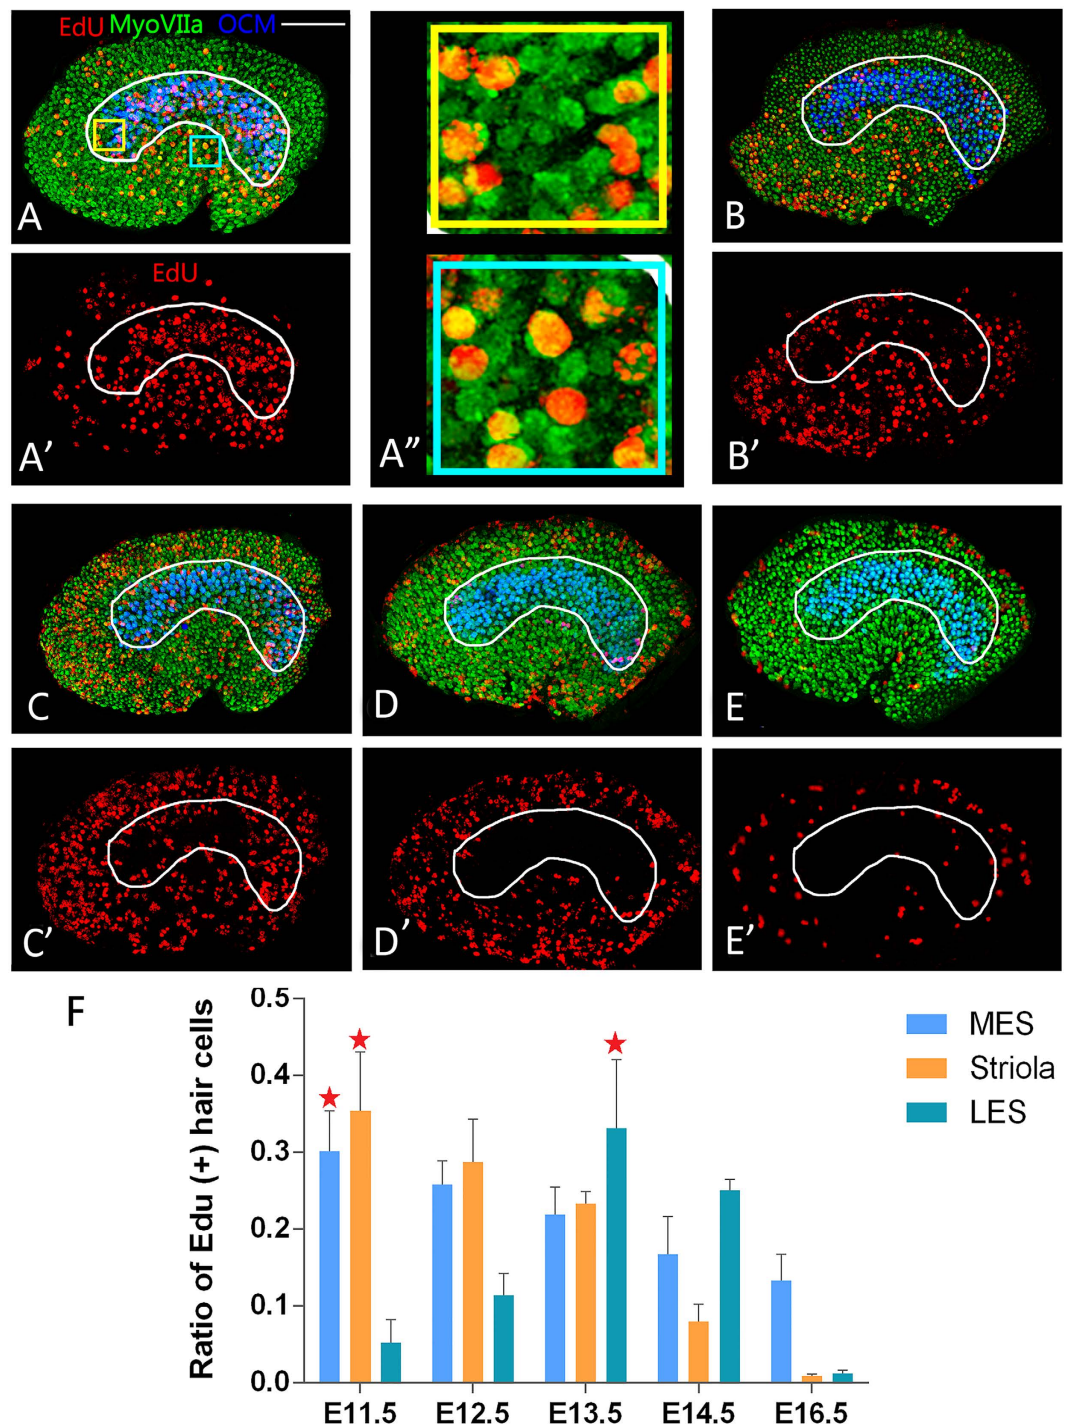 EdU MyoVIIa OCM
A
B
EdU
A′
A″
B′
C
D
E
C′
D′
E′
F
Ratio of Edu (+) hair cells
0.5
0.4
0.3
0.2
0.1
0.0
E11.5 E12.5 E13.5 E14.5 E16.5
MES
Striola
LES